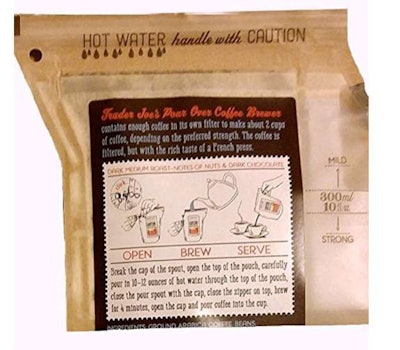 HOT WATER handle with CAUTION
Trader Joe's Pour Over Coffee Brewer
contains enough coffee in its own filter to make about 2 cups
of coffee, depending on the preferred strength. The coffee is
filtered, but with the rich taste of a French press.
DARK MEDIUM ROAST-NOTES OF NUTS & DARK CHOCOLATE
OPEN BREW SERVE
Break the cap of the spout, open the top of the pouch, carefully
pour in 10-12 ounces of hot water through the top of the pouch,
close the pour spout with the cap, close the zipper on top, brew
for 4 minutes, open the cap and pour coffee into the cup.
INGREDIENTS: GROUND ARABICA COFFEE BEANS.
MILD
300ml
10fl.oz.
STRONG